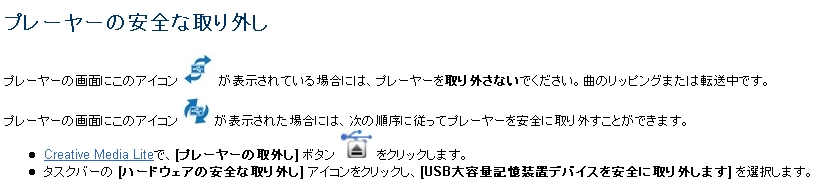 プレーヤーの安全な取り外し
プレーヤーの画面にこのアイコン が表示されている場合には、プレーヤーを取り外さないでください。曲のリッピングまたは転送中です。
プレーヤーの画面にこのアイコン が表示された場合には、次の順序に従ってプレーヤーを安全に取り外すことができます。
● Creative Media Liteで、[プレーヤーの取外し] ボタン をクリックします。
● タスクバーの [ハードウェアの安全な取り外し] アイコンをクリックし、[USB大容量記憶装置デバイスを安全に取り外します] を選択します。